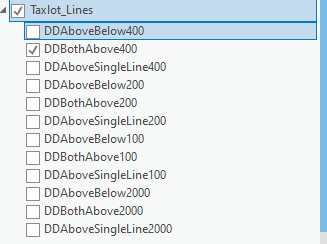 Taxlot_Lines
DDAboveBelow400
DDBothAbove400
DDAboveSingleLine400
DDAboveBelow200
DDBothAbove200
DDAboveSingleLine200
DDAboveBelow100
DDBothAbove100
DDAboveSingleLine100
DDAboveBelow2000
DDBothAbove2000
DDAboveSingleLine2000